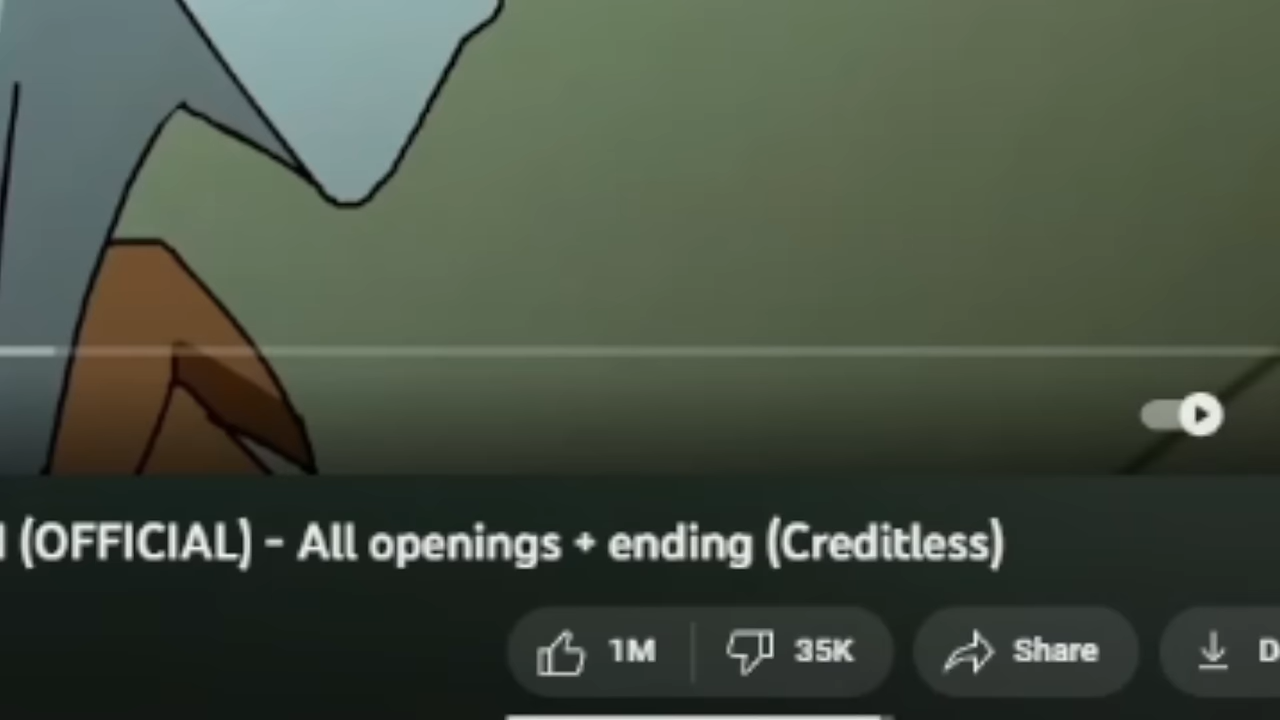 (OFFICIAL) - All openings + ending (Creditless)
1M 35K Share D